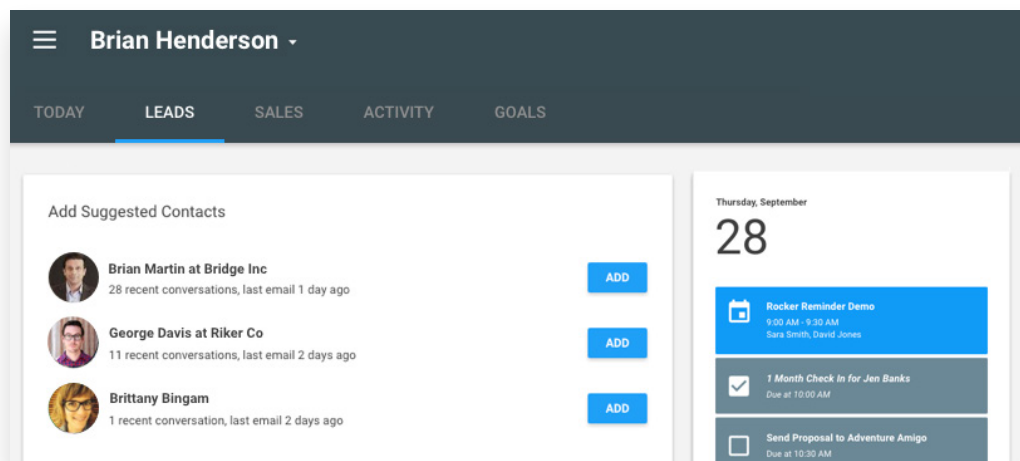 Brian Henderson
TODAY LEADS SALES ACTIVITY GOALS
Add Suggested Contacts
Brian Martin at Bridge Inc
28 recent conversations, last email 1 day ago
ADD
George Davis at Riker Co
11 recent conversations, last email 2 days ago
ADD
Brittany Bingam
1 recent conversation, last email 2 days ago
ADD
Thursday, September
28
Rocker Reminder Demo
9:00 AM - 9:30 AM
Sara Smith, David Jones
1 Month Check In for Jen Banks
Due at 10:00 AM
Send Proposal to Adventure Amigo
Due at 10:30 AM